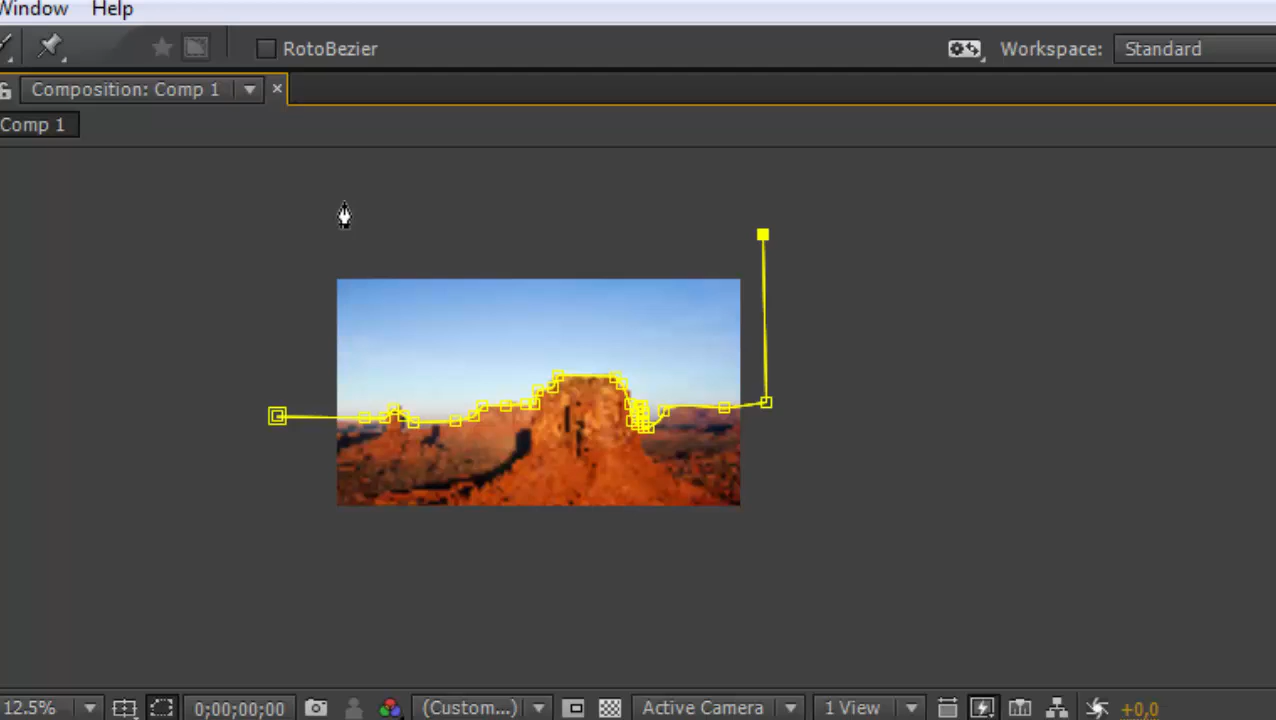 Window Help
RotoBezier Workspace: Standard
Composition: Comp 1
Comp 1
12.5% 0;00;00;00 (Custom...) Active Camera 1 View +0,0